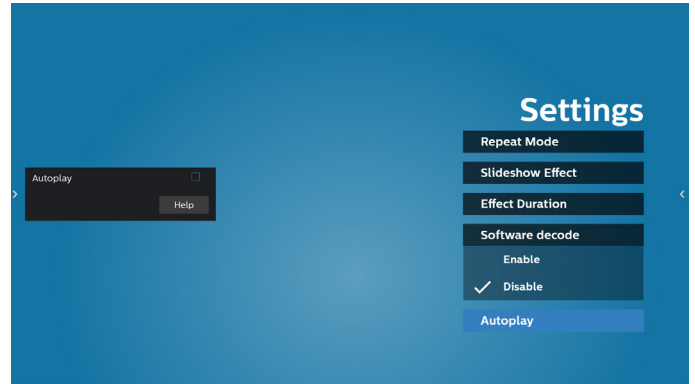 Settings
Repeat Mode
Slideshow Effect
Autoplay
Effect Duration
Help
Software decode
Enable
Disable
Autoplay